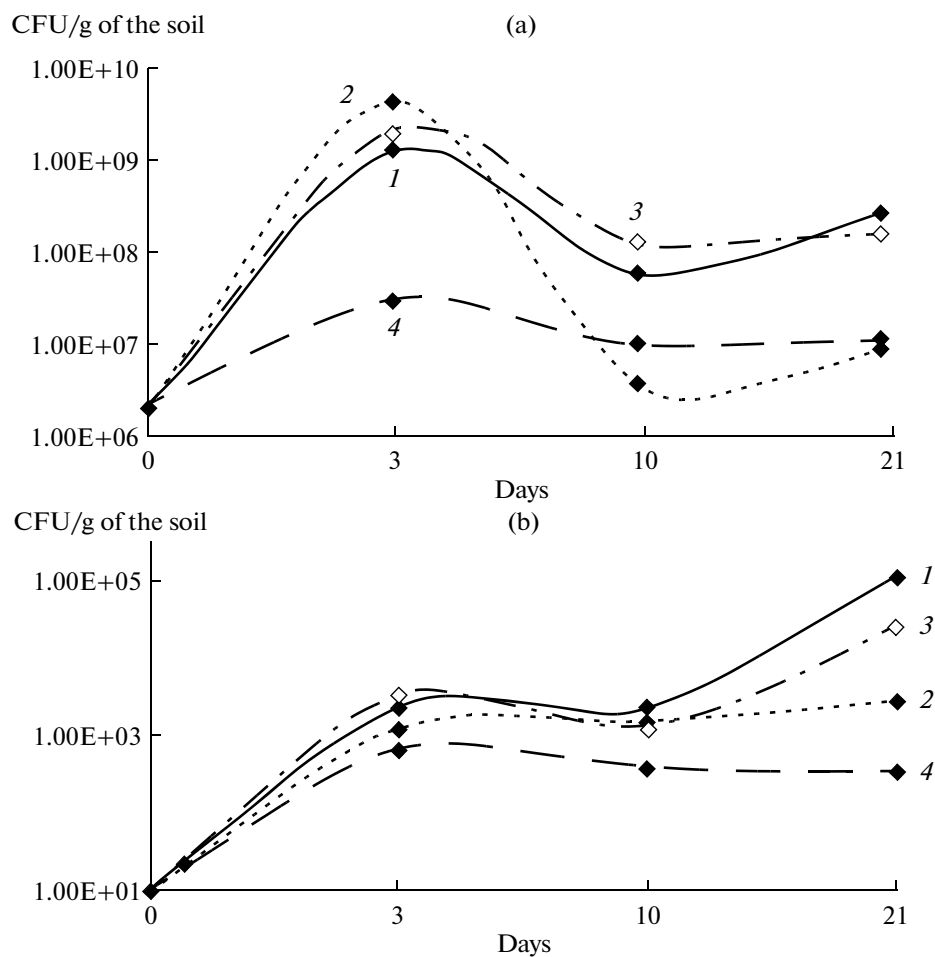 CFU/g of the soil (a)
1.00E+10
2
1.00E+09
1
3
1.00E+08
4
1.00E+07
1.00E+06
0 3 10 21
Days
CFU/g of the soil (b)
1.00E+05
1
3
2
1.00E+03
4
1.00E+01
0 3 10 21
Days